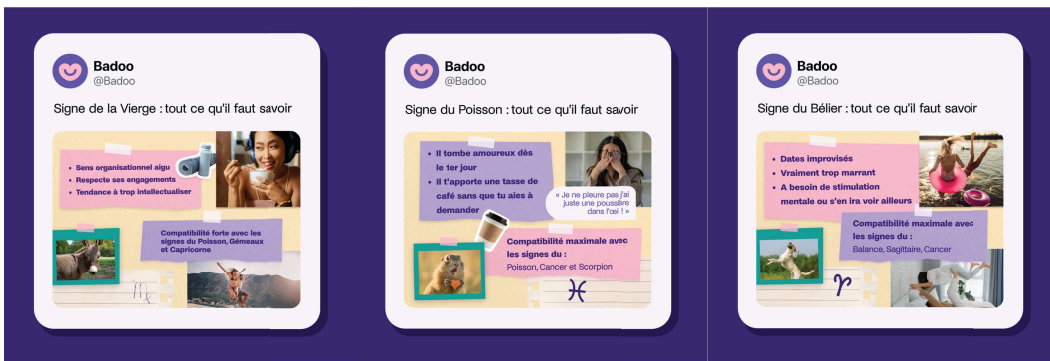 Badoo
@Badoo
Signe de la Vierge : tout ce qu'il faut savoir
• Sens organisationnel aigu
• Respecte ses engagements
• Tendance à trop intellectualiser
Compatibilité forte avec les
signes du Poisson, Gémeaux
et Capricorne
Badoo
@Badoo
Signe du Poisson : tout ce qu'il faut savoir
• Il tombe amoureux dès
le 1er jour
• Il t'apporte une tasse de
café sans que tu aies à
demander
« Je ne pleure pas j'ai
juste une poussière
dans l'œil ! »
Compatibilité maximale avec
les signes du :
Poisson, Cancer et Scorpion
Badoo
@Badoo
Signe du Bélier : tout ce qu'il faut savoir
• Dates improvisés
• Vraiment trop marrant
• A besoin de stimulation
mentale ou s'en ira voir ailleurs
Compatibilité maximale avec
les signes du :
Balance, Sagittaire, Cancer